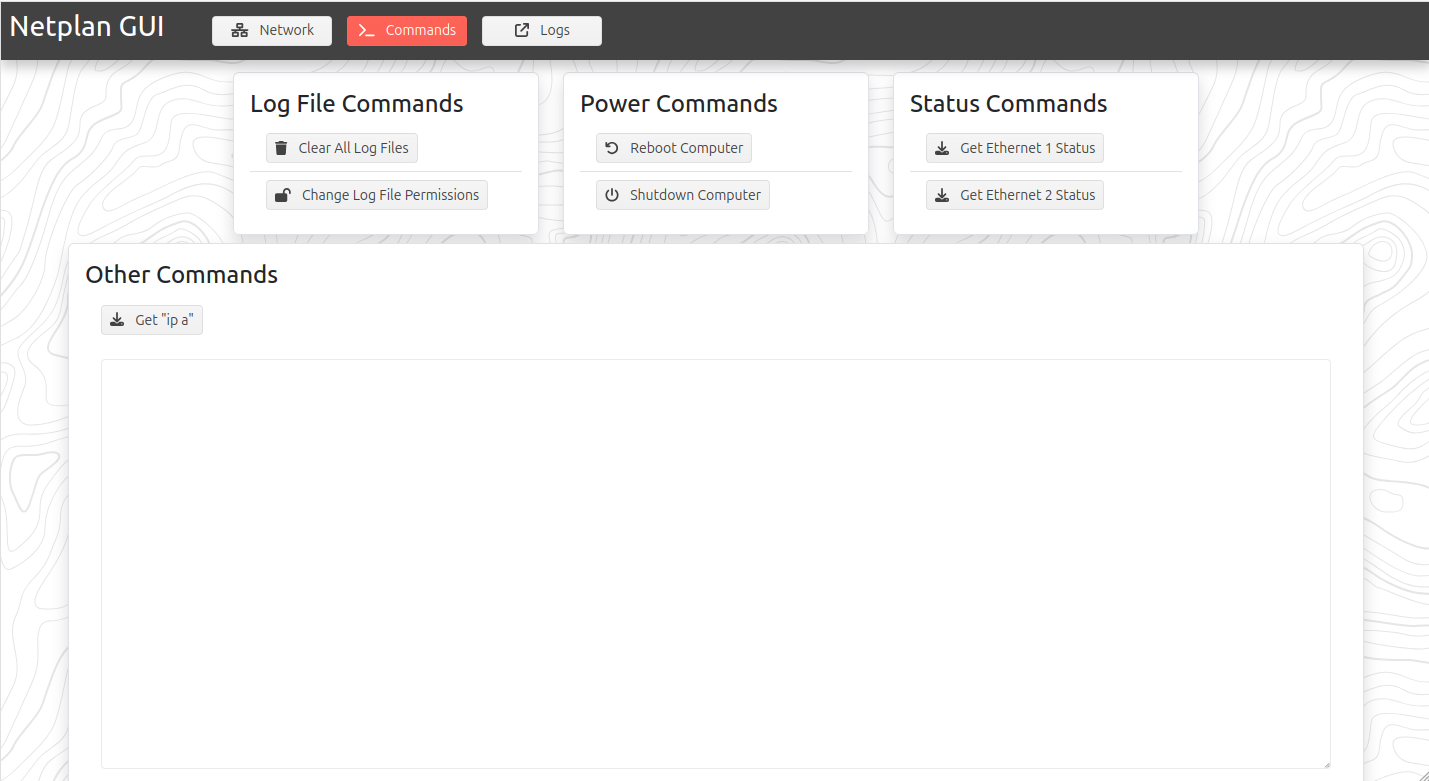 Netplan GUI
Network
Commands
Logs
Log File Commands
Clear All Log Files
Change Log File Permissions
Power Commands
Reboot Computer
Shutdown Computer
Status Commands
Get Ethernet 1 Status
Get Ethernet 2 Status
Other Commands
Get "ip a"